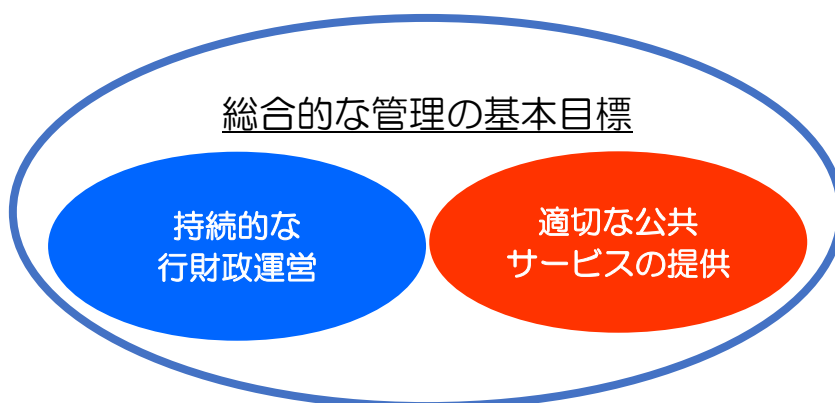 総合的な管理の基本目標
持続的な
行財政運営
適切な公共
サービスの提供